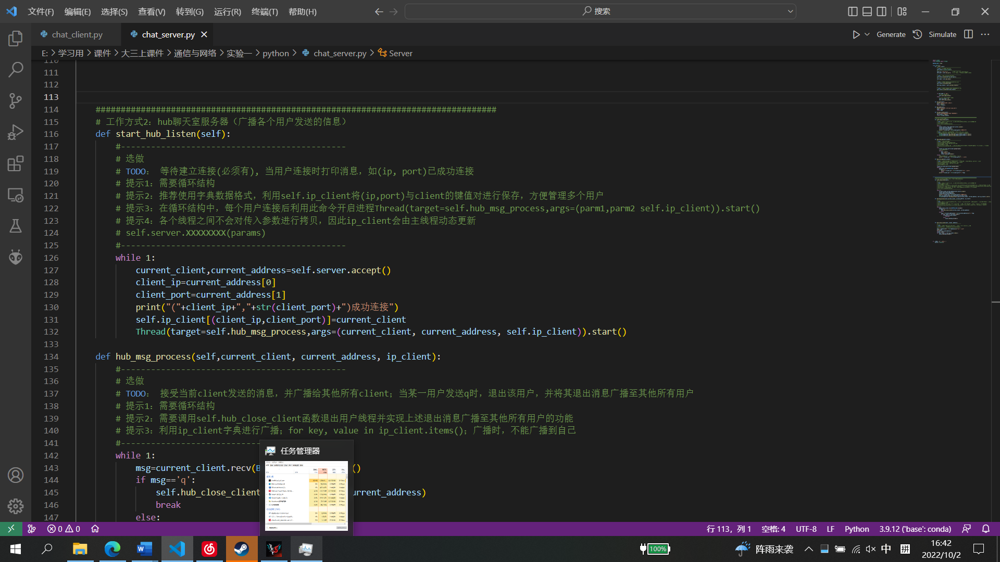 文件(F) 编辑(E) 选择(S) 查看(V) 转到(G) 运行(R) 终端(T) 帮助(H)
搜索
chat_client.py
chat_server.py
Generate
Simulate
E: > 学习用 > 课件 > 大三上课件 > 通信与网络 > 实验一 > python > chat_server.py > Server
110
111
112
113
114 ################################################################################
115 # 工作方式2：hub聊天室服务器（广播各个用户发送的信息）
116 def start_hub_listen(self):
117 #---------------------------------------------
118 # 选做
119 # TODO： 等待建立连接(必须有), 当用户连接时打印消息，如(ip, port)已成功连接
120 # 提示1：需要循环结构
121 # 提示2：推荐使用字典数据格式，利用self.ip_client将(ip,port)与client的键值对进行保存，方便管理多个用户
122 # 提示3：在循环结构中，每个用户连接后利用此命令开启进程Thread(target=self.hub_msg_process,args=(parm1,parm2 self.ip_client)).start()
123 # 提示4：各个线程之间不会对传入参数进行拷贝，因此ip_client会由主线程动态更新
124 # self.server.XXXXXXXX(params)
125 #---------------------------------------------
126 while 1:
127 current_client,current_address=self.server.accept()
128 client_ip=current_address[0]
129 client_port=current_address[1]
130 print("("+client_ip+","+str(client_port)+")成功连接")
131 self.ip_client[(client_ip,client_port)]=current_client
132 Thread(target=self.hub_msg_process,args=(current_client, current_address, self.ip_client)).start()
133
134 def hub_msg_process(self,current_client, current_address, ip_client):
135 #---------------------------------------------
136 # 选做
137 # TODO： 接受当前client发送的消息，并广播给其他所有client；当某一用户发送q时，退出该用户，并将其退出消息广播至其他所有用户
138 # 提示1：需要循环结构
139 # 提示2：需要调用self.hub_close_client函数退出用户线程并实现上述退出消息广播至其他所有用户的功能
140 # 提示3：利用ip_client字典进行广播；for key, value in ip_client.items()；广播时，不能广播到自己
141 #----------------------------
142 while 1:
143 msg=current_client.recv( ()
144 if msg=='q':
145 self.hub_close_client urrent_address)
146 break
147 else:
任务管理器
0 0
行 113，列 1 空格: 4 UTF-8 LF Python 3.9.12 ('base': conda)
100%
阵雨来袭
中
拼
16:42
2022/10/2